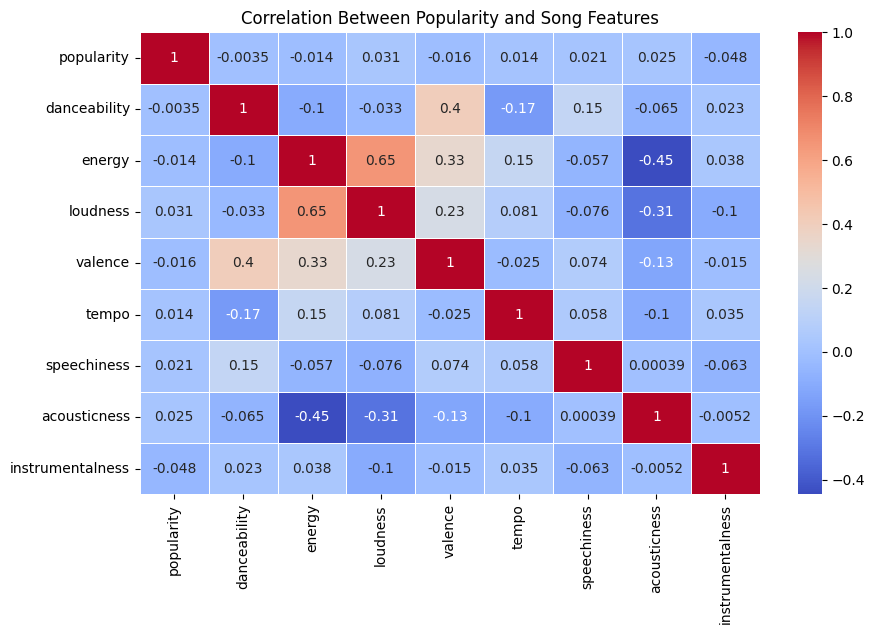 Correlation Between Popularity and Song Features
popularity 1 -0.0035 -0.014 0.031 -0.016 0.014 0.021 0.025 -0.048
danceability -0.0035 1 -0.1 -0.033 0.4 -0.17 0.15 -0.065 0.023
energy -0.014 -0.1 1 0.65 0.33 0.15 -0.057 -0.45 0.038
loudness 0.031 -0.033 0.65 1 0.23 0.081 -0.076 -0.31 -0.1
valence -0.016 0.4 0.33 0.23 1 -0.025 0.074 -0.13 -0.015
tempo 0.014 -0.17 0.15 0.081 -0.025 1 0.058 -0.1 0.035
speechiness 0.021 0.15 -0.057 -0.076 0.074 0.058 1 0.00039 -0.063
acousticness 0.025 -0.065 -0.45 -0.31 -0.13 -0.1 0.00039 1 -0.0052
instrumentalness -0.048 0.023 0.038 -0.1 -0.015 0.035 -0.063 -0.0052 1
popularity
danceability
energy
loudness
valence
tempo
speechiness
acousticness
instrumentalness
1.0
0.8
0.6
0.4
0.2
0.0
−0.2
−0.4